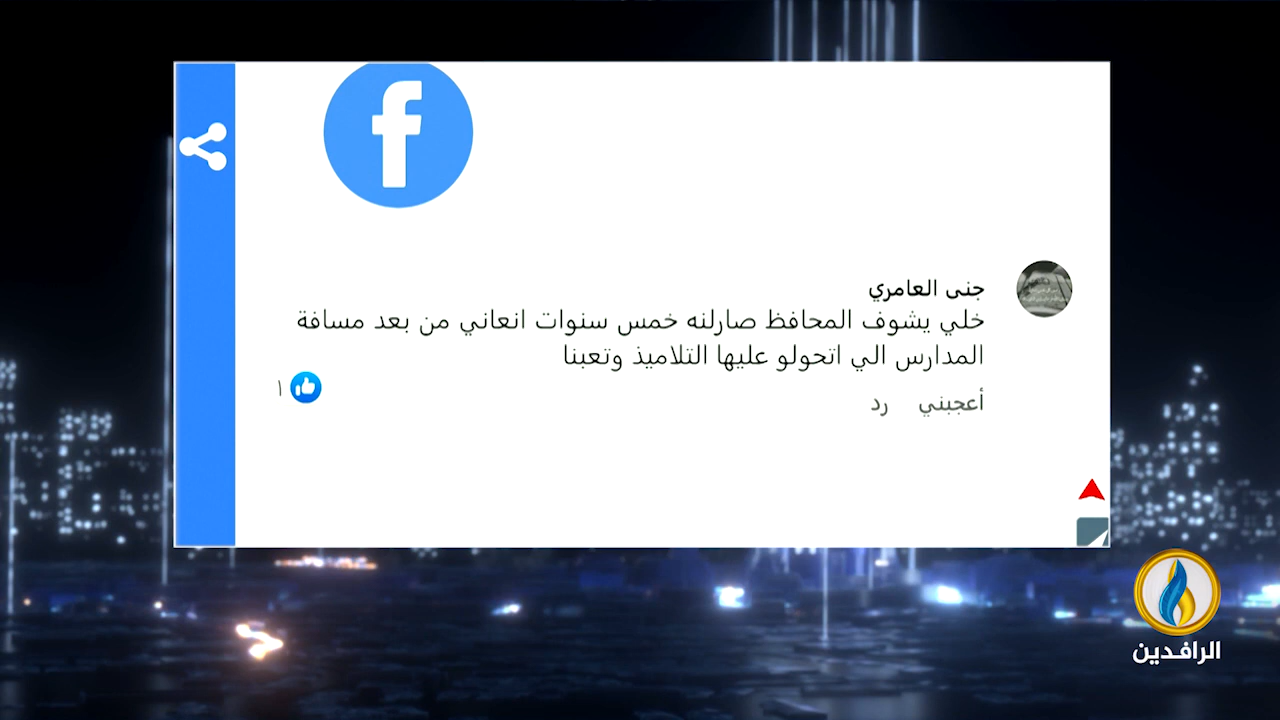 جنى العامري
خلي يشوف المحافظ صارلنه خمس سنوات انعاني من بعد مسافة
المدارس الي اتحولو عليها التلاميذ وتعبنا
أعجبني رد
١
الرافدين